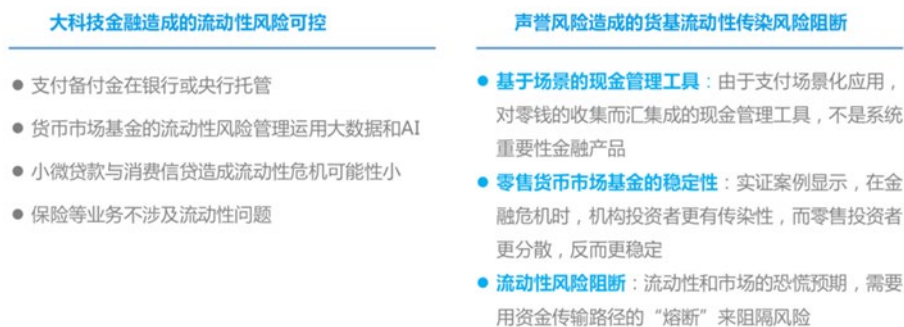 大科技金融造成的流动性风险可控
● 支付备付金在银行或央行托管
● 货币市场基金的流动性风险管理运用大数据和AI
● 小微贷款与消费信贷造成流动性危机可能性小
● 保险等业务不涉及流动性问题
声誉风险造成的货基流动性传染风险阻断
● 基于场景的现金管理工具：由于支付场景化应用，
对零钱的收集而汇集成的现金管理工具，不是系统
重要性金融产品
● 零售货币市场基金的稳定性：实证案例显示，在金
融危机时，机构投资者更有传染性，而零售投资者
更分散，反而更稳定
● 流动性风险阻断：流动性和市场的恐慌预期，需要
用资金传输路径的“熔断”来阻隔风险